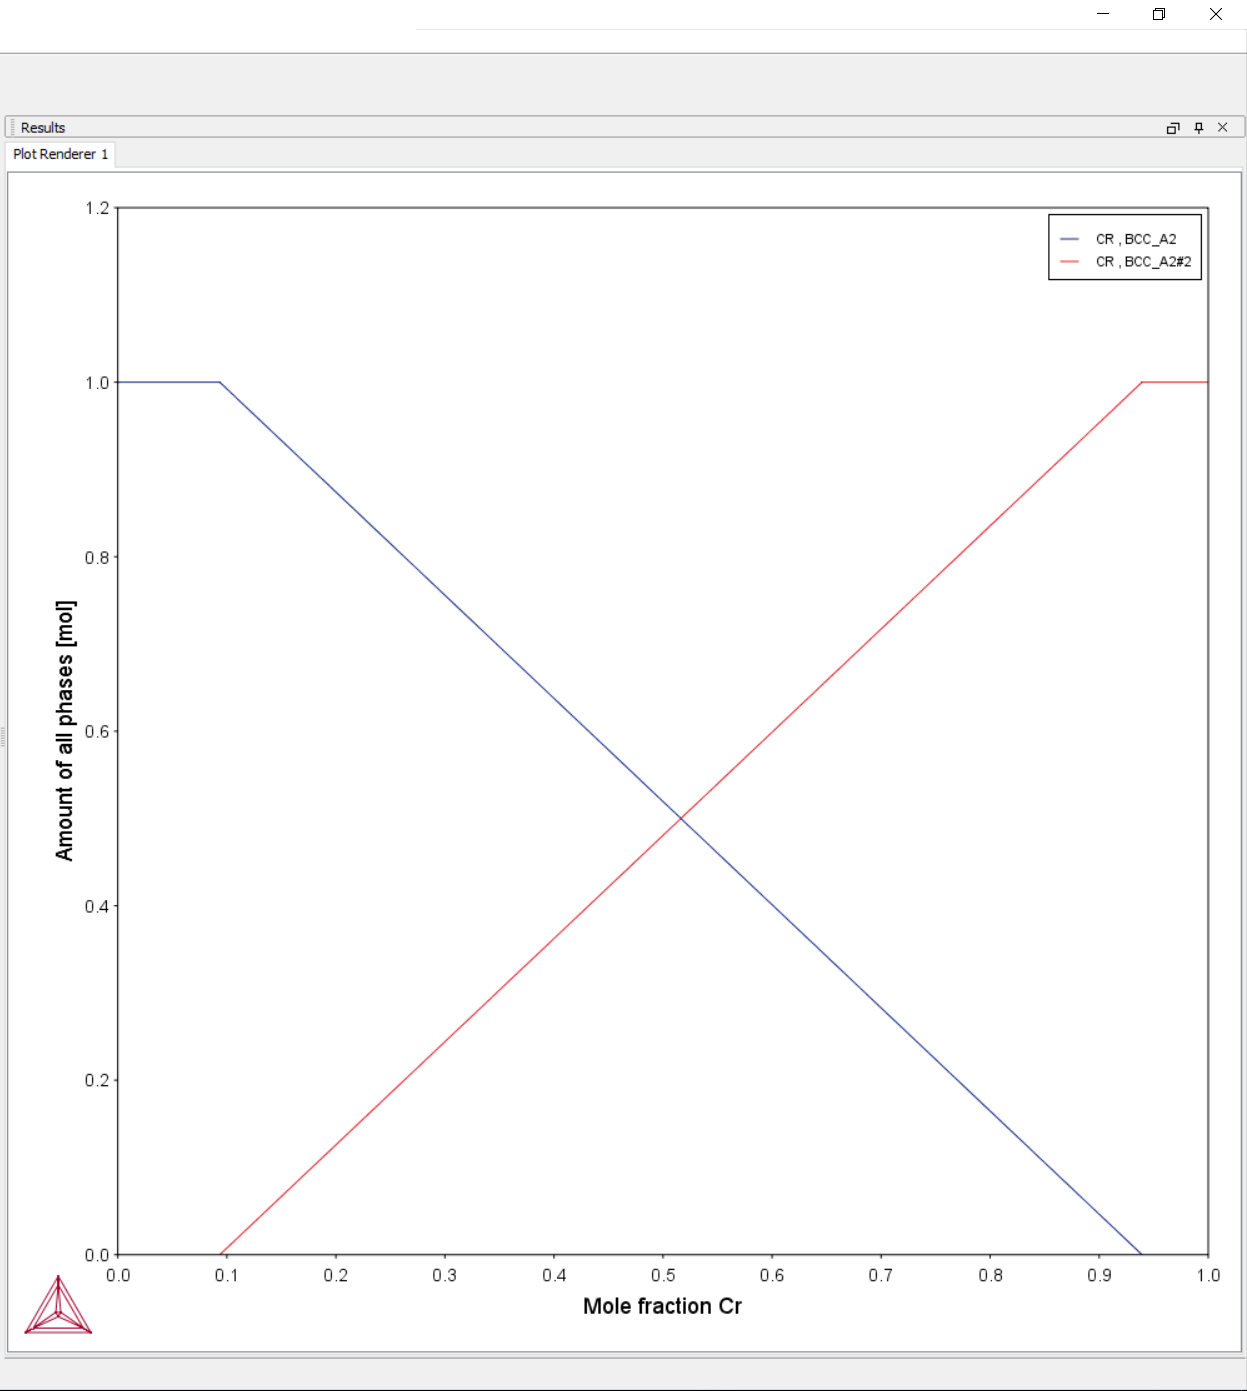 Results
Plot Renderer 1
1.2
CR , BCC_A2
CR , BCC_A2#2
1.0
0.8
0.6
0.4
0.2
0.0
Amount of all phases [mol]
0.0 0.1 0.2 0.3 0.4 0.5 0.6 0.7 0.8 0.9 1.0
Mole fraction Cr